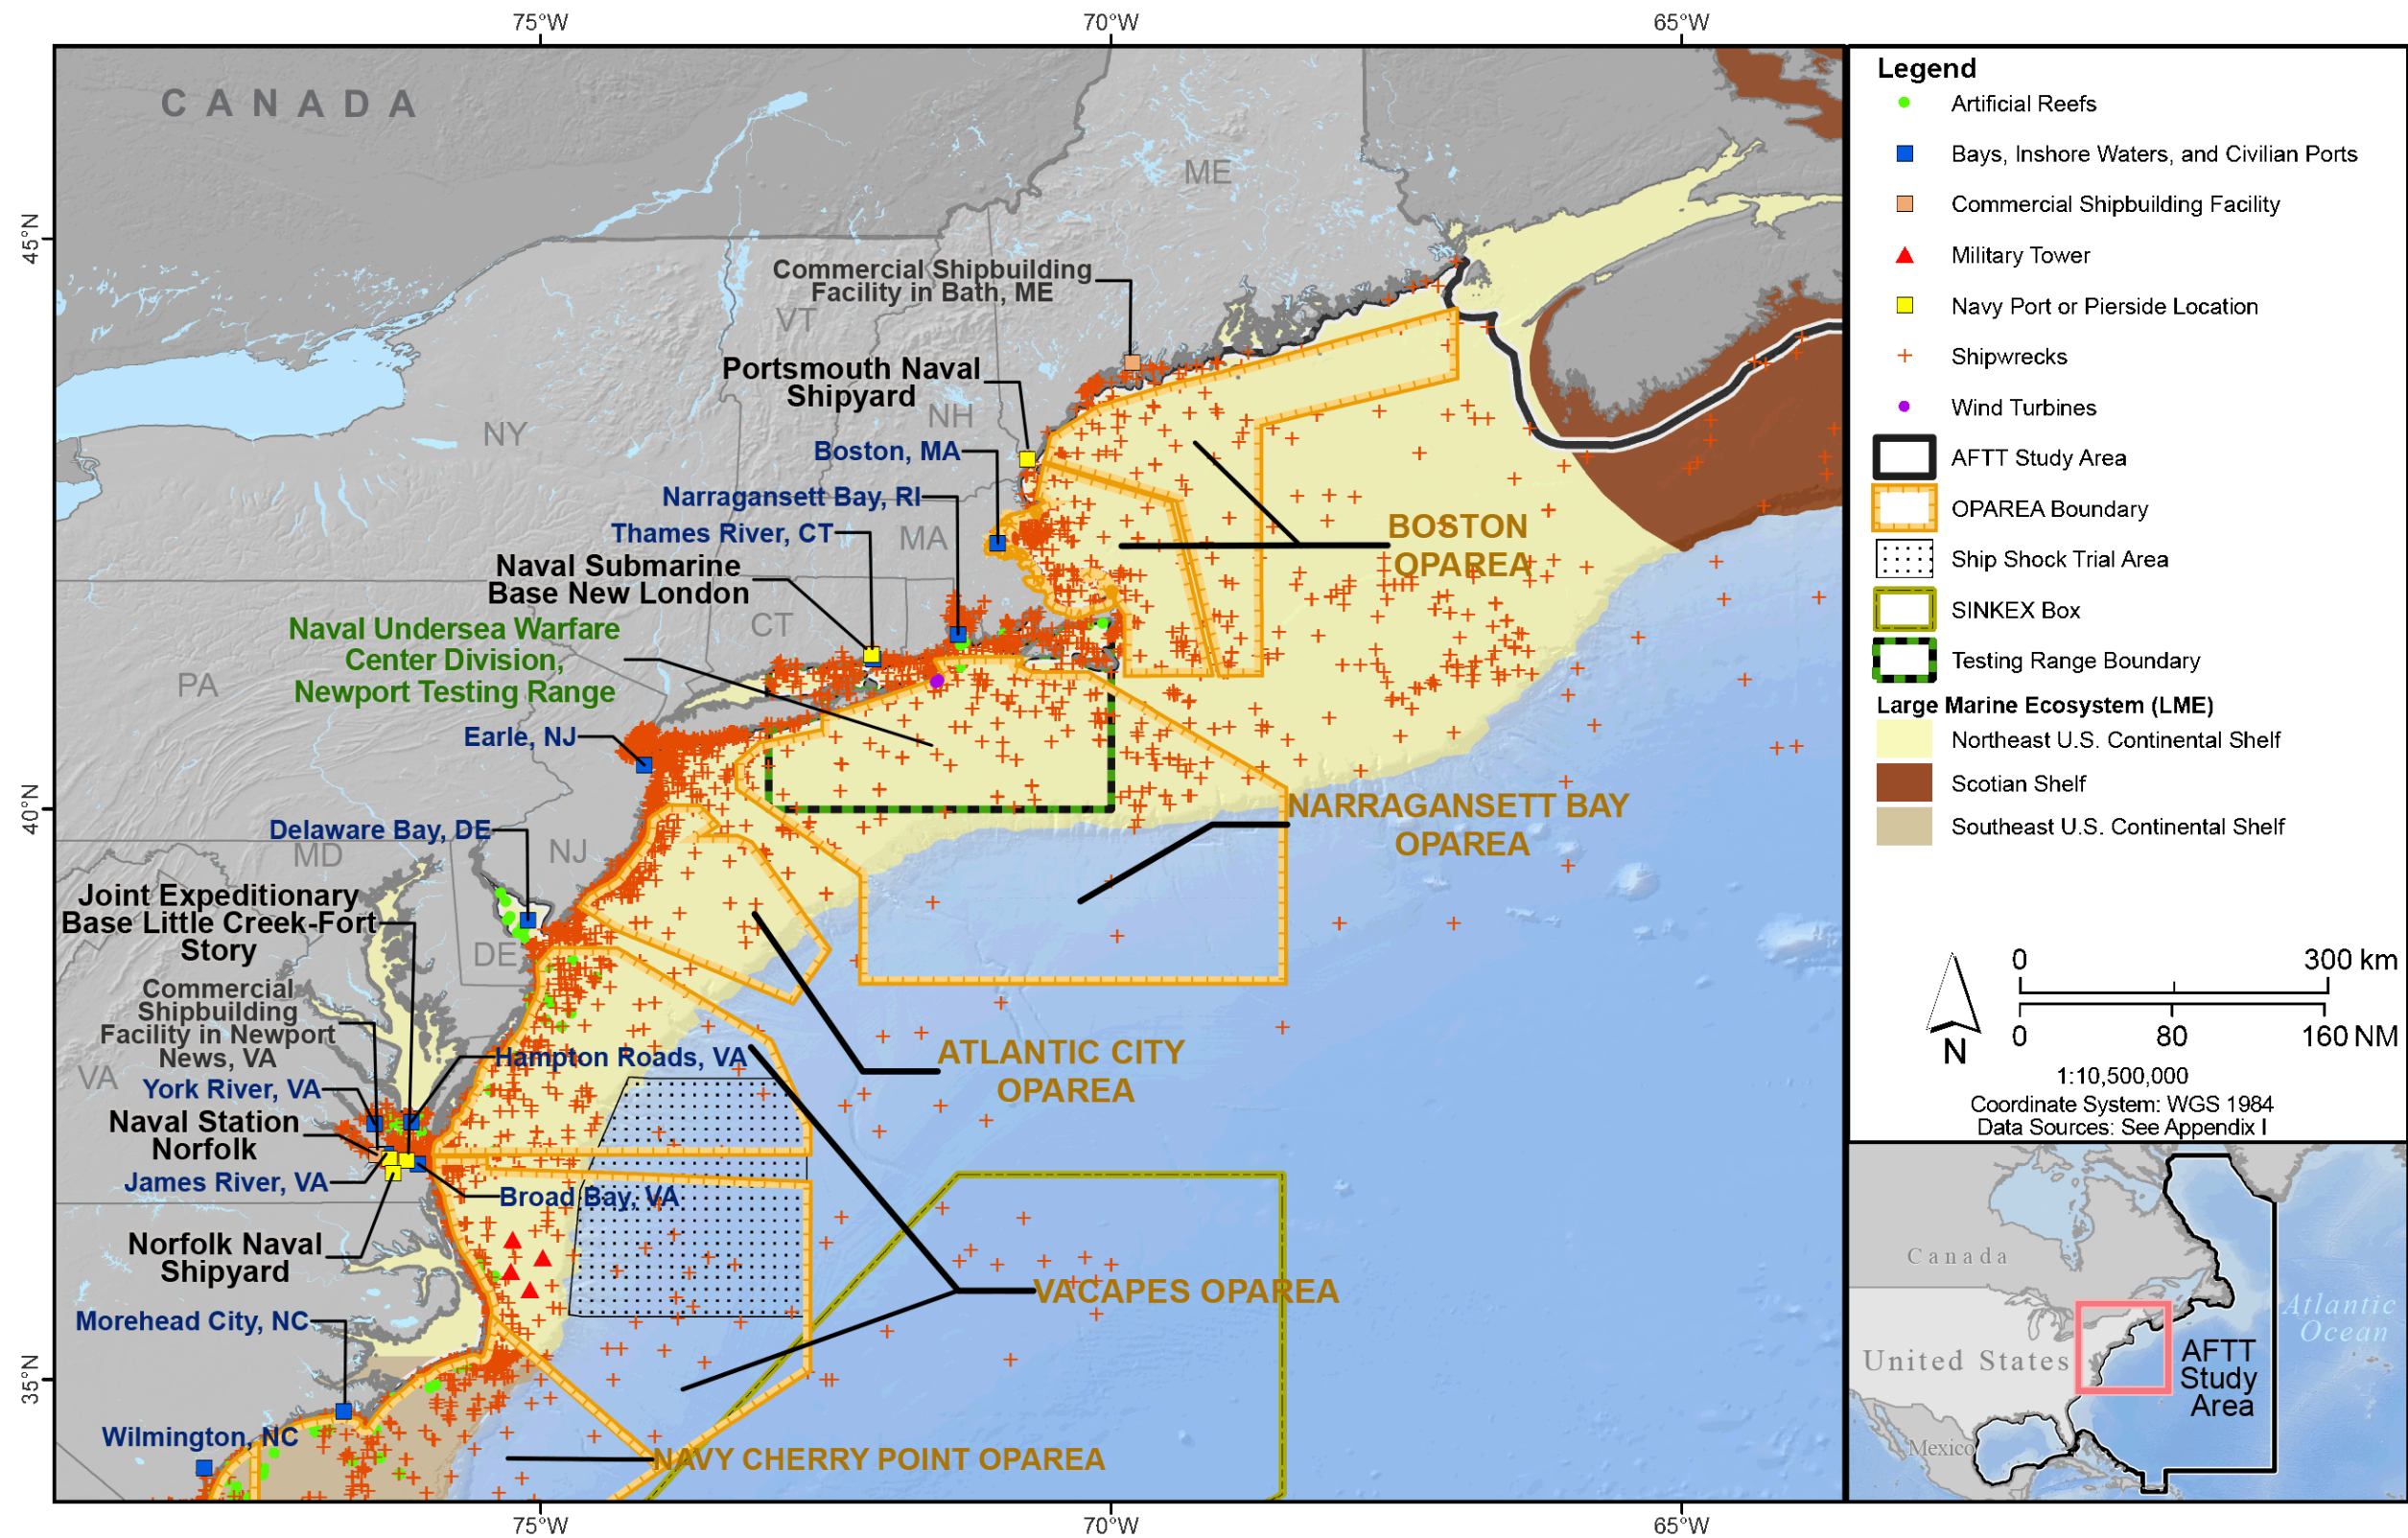 75°W
70°W
65°W
CANADA
ME
45°N
Commercial Shipbuilding
Facility in Bath, ME
VT
Portsmouth Naval
Shipyard
NH
NY
Boston, MA
Narragansett Bay, RI
Thames River, CT
MA
BOSTON
OPAREA
Naval Submarine
Base New London
CT
Naval Undersea Warfare
Center Division,
Newport Testing Range
PA
Earle, NJ
40°N
NARRAGANSETT BAY
OPAREA
Delaware Bay, DE
MD
NJ
Joint Expeditionary
Base Little Creek-Fort
Story
DE
Commercial
Shipbuilding
Facility in Newport
News, VA
Hampton Roads, VA
ATLANTIC CITY
OPAREA
VA
York River, VA
Naval Station
Norfolk
James River, VA
Broad Bay, VA
Norfolk Naval
Shipyard
VACAPES OPAREA
Morehead City, NC
35°N
Wilmington, NC
NAVY CHERRY POINT OPAREA
75°W
70°W
65°W
Legend
Artificial Reefs
Bays, Inshore Waters, and Civilian Ports
Commercial Shipbuilding Facility
Military Tower
Navy Port or Pierside Location
Shipwrecks
Wind Turbines
AFTT Study Area
OPAREA Boundary
Ship Shock Trial Area
SINKEX Box
Testing Range Boundary
Large Marine Ecosystem (LME)
Northeast U.S. Continental Shelf
Scotian Shelf
Southeast U.S. Continental Shelf
N
0 300 km
0 80 160 NM
1:10,500,000
Coordinate System: WGS 1984
Data Sources: See Appendix I
Canada
United States
Mexico
Atlantic
Ocean
AFTT
Study
Area